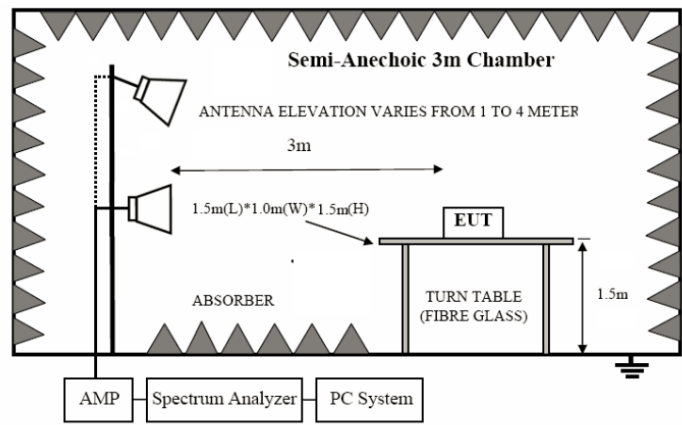 Semi-Anechoic 3m Chamber
ANTENNA ELEVATION VARIES FROM 1 TO 4 METER
3m
1.5m(L)*1.0m(W)*1.5m(H)
EUT
ABSORBER
TURN TABLE
(FIBRE GLASS)
1.5m
AMP
Spectrum Analyzer
PC System